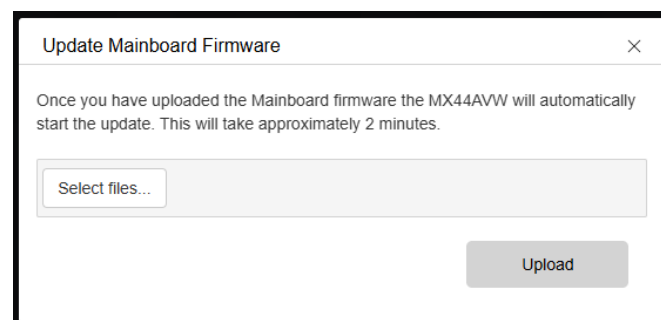 Update Mainboard Firmware
Once you have uploaded the Mainboard firmware the MX44AVW will automatically
start the update. This will take approximately 2 minutes.
Select files...
Upload